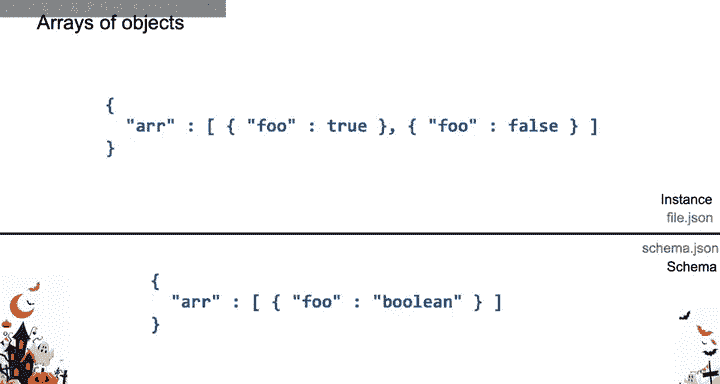 Arrays of objects
{
"arr" : [ { "foo" : true }, { "foo" : false } ]
}
Instance
file.json
schema.json
Schema
{
"arr" : [ { "foo" : "boolean" } ]
}